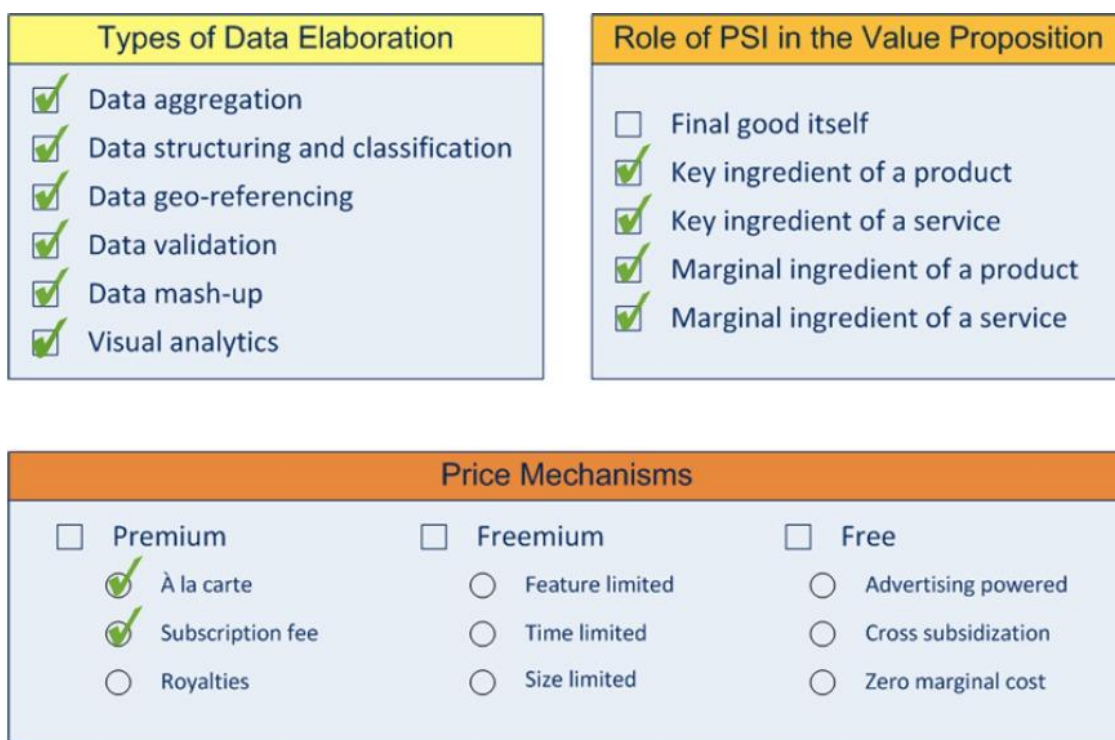 Types of Data Elaboration
Data aggregation
Data structuring and classification
Data geo-referencing
Data validation
Data mash-up
Visual analytics
Role of PSI in the Value Proposition
Final good itself
Key ingredient of a product
Key ingredient of a service
Marginal ingredient of a product
Marginal ingredient of a service
Price Mechanisms
Premium
À la carte
Subscription fee
Royalties
Freemium
Feature limited
Time limited
Size limited
Free
Advertising powered
Cross subsidization
Zero marginal cost